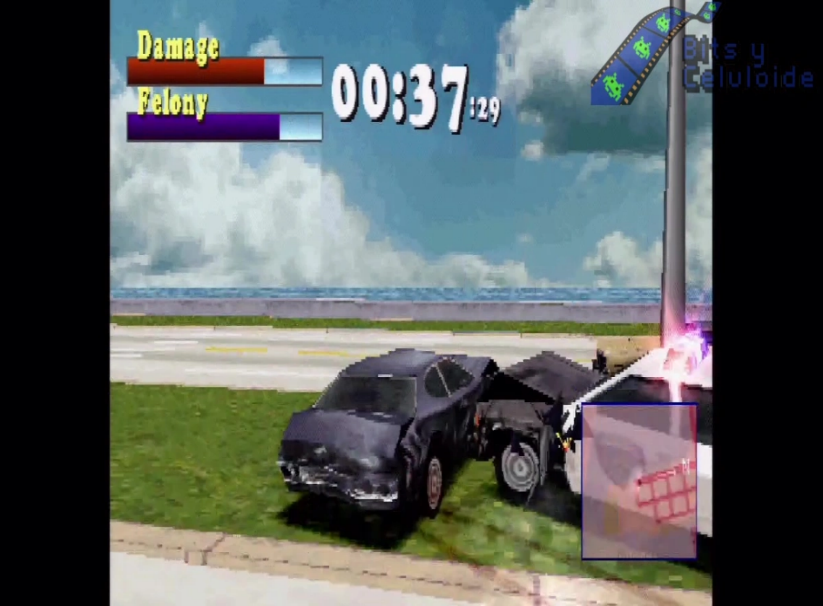 Damage
Felony
00:37:29
Bits y
Celuloide
N